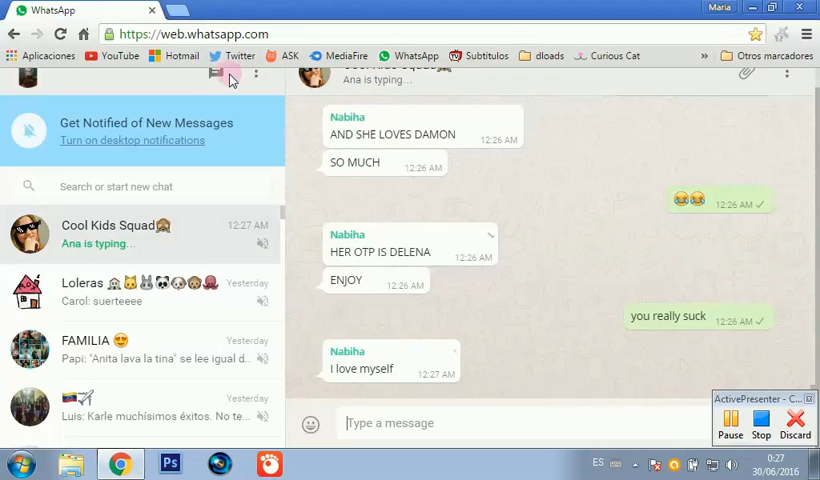 WhatsApp
Maria
https://web.whatsapp.com
Aplicaciones YouTube Hotmail Twitter ASK MediaFire WhatsApp Subtitulos dloads Curious Cat » Otros marcadores
Ana is typing...
Get Notified of New Messages
Turn on desktop notifications
Search or start new chat
Cool Kids Squad🙈 12:27 AM
Ana is typing...
Loleras Yesterday
Carol: suerteeee
FAMILIA 😍 Yesterday
Papi: "Anita lava la tina" se lee igual d...
🇻🇪✈ Yesterday
Luis: Karle muchísimos éxitos. No te...
Nabiha
AND SHE LOVES DAMON 12:26 AM
SO MUCH 12:26 AM
😂😂 12:26 AM
Nabiha
HER OTP IS DELENA 12:26 AM
ENJOY 12:26 AM
you really suck 12:26 AM
Nabiha
I love myself 12:27 AM
Type a message
ActivePresenter - C...
Pause Stop Discard
Ps
ES
0:27
30/06/2016